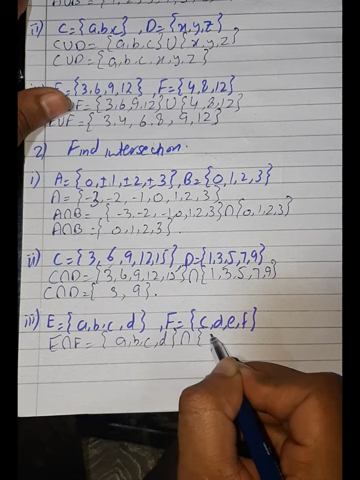 ii) C = {a,b,c} , D = {x,y,z}
CUD = {a,b,c} U {x,y,z}
CUD = {a,b,c,x,y,z}
= {3,6,9,12} , F = {4,8,12}
UF = {3,6,9,12} U {4,8,12}
EUF = { 3,4,6,8,9,12}
2) Find intersection.
i) A = {0,±1,±2,±3}, B = {0,1,2,3}
A = {-3,-2,-1,0,1,2,3}
A∩B = {-3,-2,-1,0,1,2,3} ∩ {0,1,2,3}
A∩B = {0,1,2,3}.
ii) C = {3,6,9,12,15}, D = {1,3,5,7,9}
C∩D = {3,6,9,12,15} ∩ {1,3,5,7,9}
C∩D = { 3, 9}.
iii) E = {a,b,c,d} , F = {c,d,e,f}
E∩F = { a,b,c,d} ∩ {